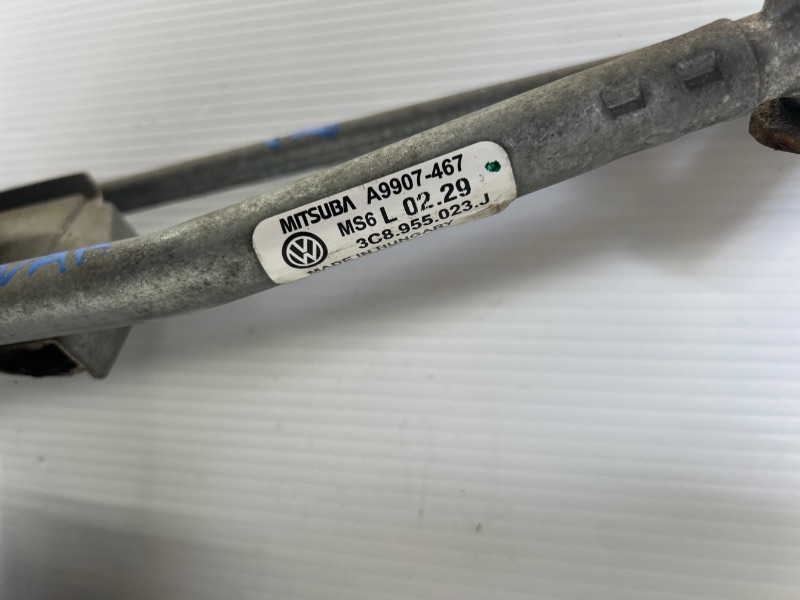 MITSUBA A9907-467
MS6 L 02.29
3C8.955.023.J
MADE IN HUNGARY